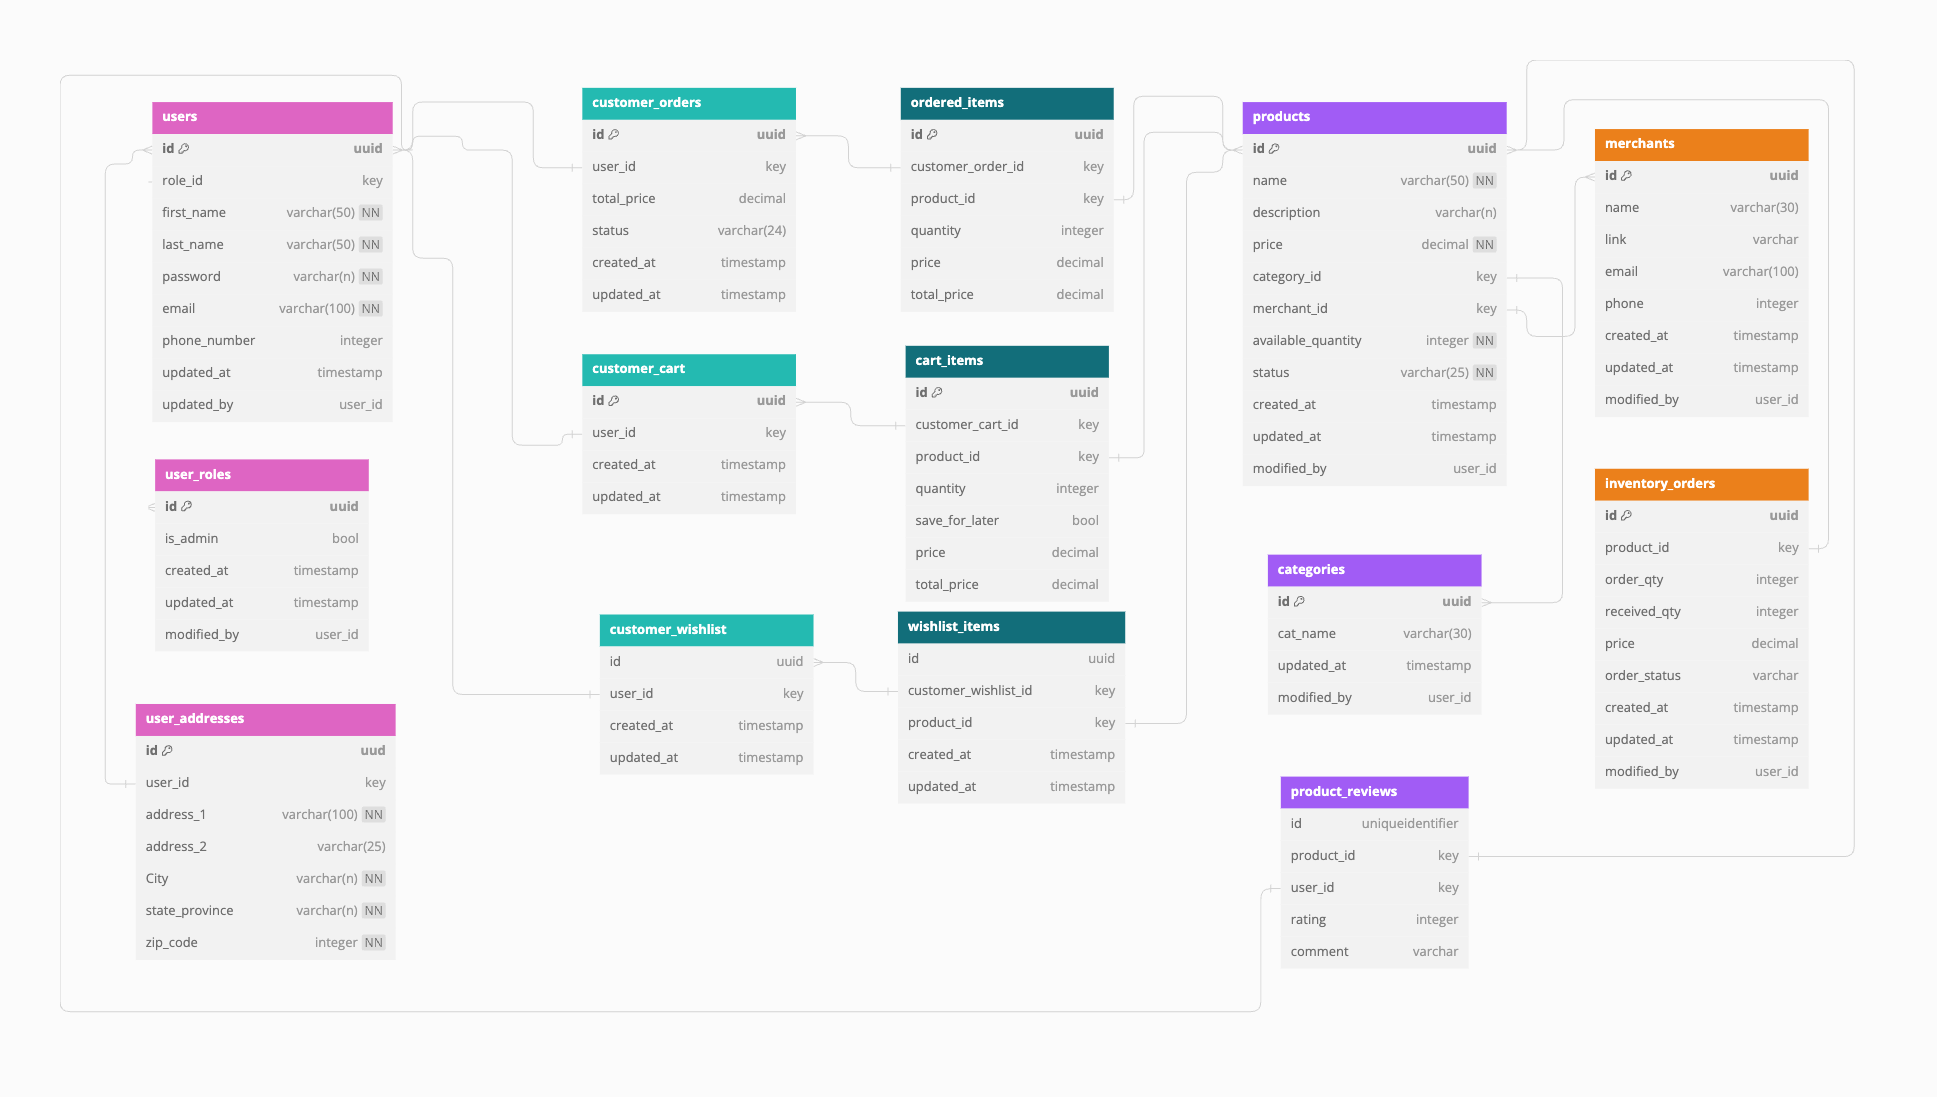 users
id uuid
role_id key
first_name varchar(50) NN
last_name varchar(50) NN
password varchar(n) NN
email varchar(100) NN
phone_number integer
updated_at timestamp
updated_by user_id
user_roles
id uuid
is_admin bool
created_at timestamp
updated_at timestamp
modified_by user_id
user_addresses
id uud
user_id key
address_1 varchar(100) NN
address_2 varchar(25)
City varchar(n) NN
state_province varchar(n) NN
zip_code integer NN
customer_orders
id uuid
user_id key
total_price decimal
status varchar(24)
created_at timestamp
updated_at timestamp
customer_cart
id uuid
user_id key
created_at timestamp
updated_at timestamp
customer_wishlist
id uuid
user_id key
created_at timestamp
updated_at timestamp
ordered_items
id uuid
customer_order_id key
product_id key
quantity integer
price decimal
total_price decimal
cart_items
id uuid
customer_cart_id key
product_id key
quantity integer
save_for_later bool
price decimal
total_price decimal
wishlist_items
id uuid
customer_wishlist_id key
product_id key
created_at timestamp
updated_at timestamp
products
id uuid
name varchar(50) NN
description varchar(n)
price decimal NN
category_id key
merchant_id key
available_quantity integer NN
status varchar(25) NN
created_at timestamp
updated_at timestamp
modified_by user_id
categories
id uuid
cat_name varchar(30)
updated_at timestamp
modified_by user_id
product_reviews
id uniqueidentifier
product_id key
user_id key
rating integer
comment varchar
merchants
id uuid
name varchar(30)
link varchar
email varchar(100)
phone integer
created_at timestamp
updated_at timestamp
modified_by user_id
inventory_orders
id uuid
product_id key
order_qty integer
received_qty integer
price decimal
order_status varchar
created_at timestamp
updated_at timestamp
modified_by user_id